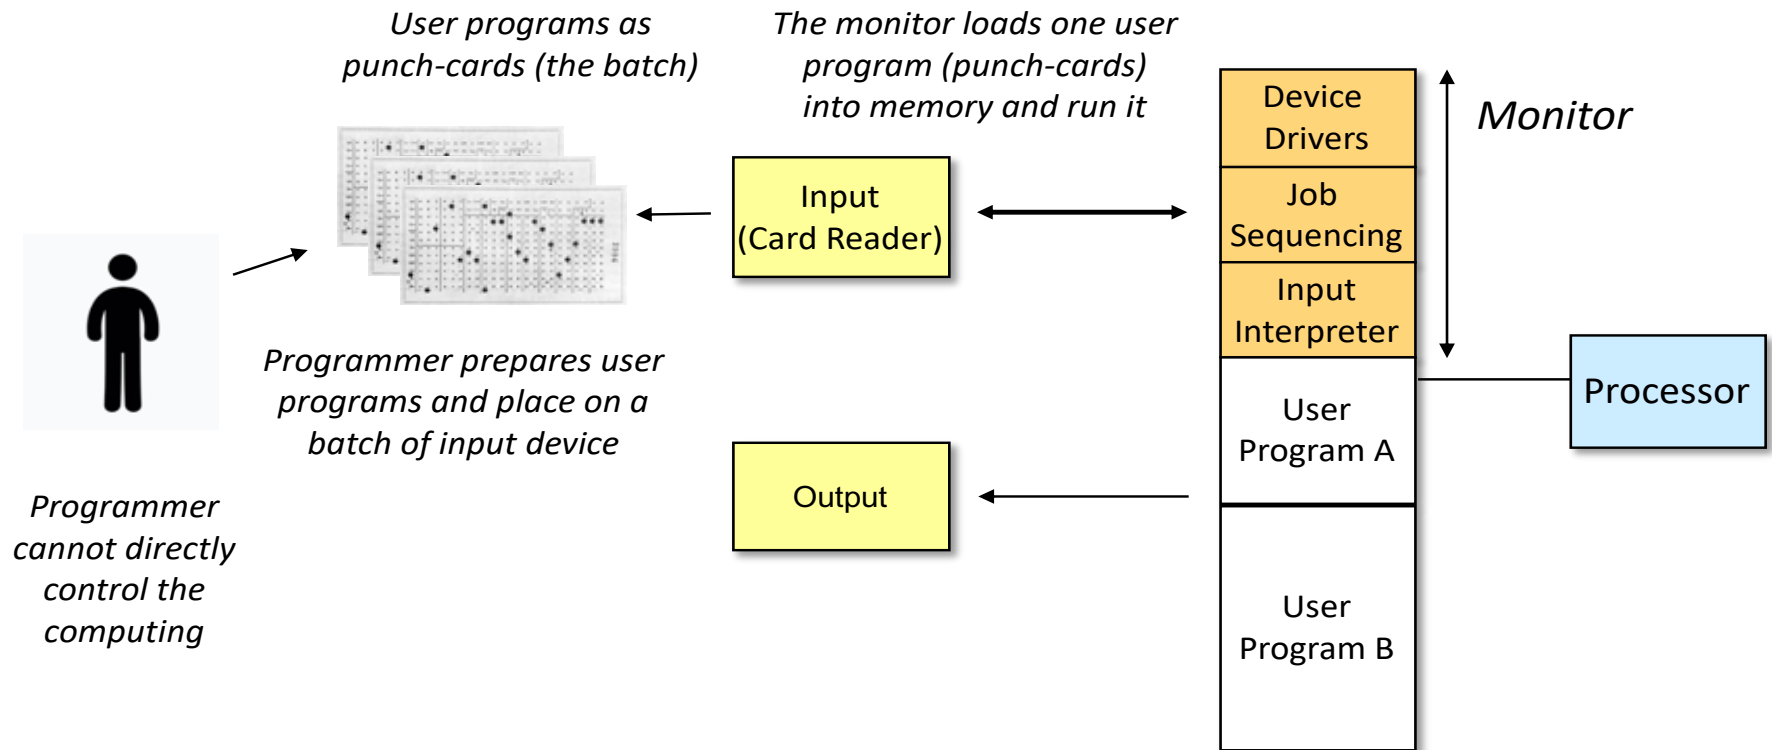 User programs as
punch-cards (the batch)
The monitor loads one user
program (punch-cards)
into memory and run it
Device
Drivers
Monitor
Job
Sequencing
Input
(Card Reader)
Input
Interpreter
Programmer prepares user
programs and place on a
batch of input device
Processor
User
Program A
Output
Programmer
cannot directly
control the
computing
User
Program B